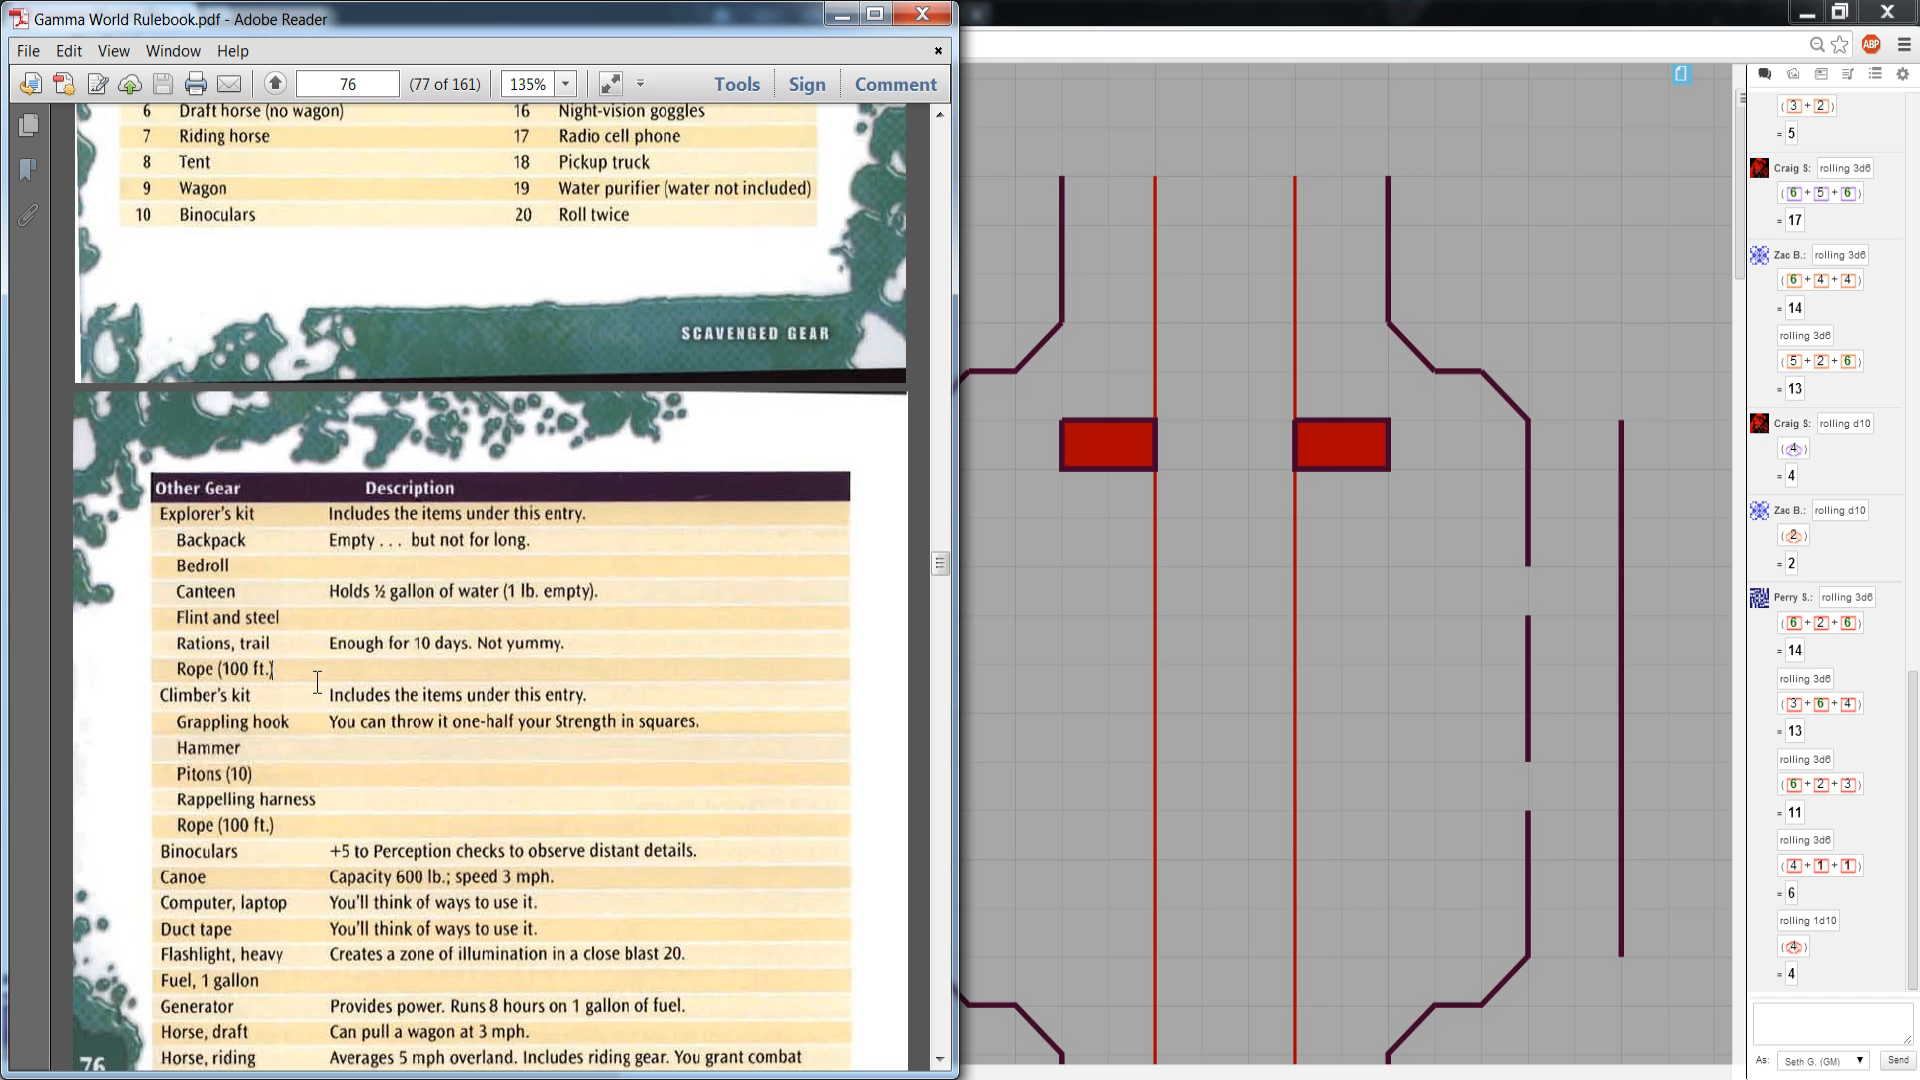 Gamma World Rulebook.pdf - Adobe Reader
File Edit View Window Help
76 (77 of 161) 135% Tools Sign Comment
6 Draft horse (no wagon) 16 Night-vision goggles
7 Riding horse 17 Radio cell phone
8 Tent 18 Pickup truck
9 Wagon 19 Water purifier (water not included)
10 Binoculars 20 Roll twice
SCAVENGED GEAR
Other Gear Description
Explorer's kit Includes the items under this entry.
Backpack Empty . . . but not for long.
Bedroll
Canteen Holds ½ gallon of water (1 lb. empty).
Flint and steel
Rations, trail Enough for 10 days. Not yummy.
Rope (100 ft.)
Climber's kit Includes the items under this entry.
Grappling hook You can throw it one-half your Strength in squares.
Hammer
Pitons (10)
Rappelling harness
Rope (100 ft.)
Binoculars +5 to Perception checks to observe distant details.
Canoe Capacity 600 lb.; speed 3 mph.
Computer, laptop You'll think of ways to use it.
Duct tape You'll think of ways to use it.
Flashlight, heavy Creates a zone of illumination in a close blast 20.
Fuel, 1 gallon
Generator Provides power. Runs 8 hours on 1 gallon of fuel.
Horse, draft Can pull a wagon at 3 mph.
Horse, riding Averages 5 mph overland. Includes riding gear. You grant combat
76
ABP
(3+2)
= 5
Craig S: rolling 3d6
(6+5+6)
= 17
Zac B.: rolling 3d6
(6+4+4)
= 14
rolling 3d6
(5+2+6)
= 13
Craig S: rolling d10
(4)
= 4
Zac B.: rolling d10
(2)
= 2
Perry S.: rolling 3d6
(6+2+6)
= 14
rolling 3d6
(3+6+4)
= 13
rolling 3d6
(6+2+3)
= 11
rolling 3d6
(4+1+1)
= 6
rolling 1d10
(4)
= 4
As: Seth G. (GM) Send